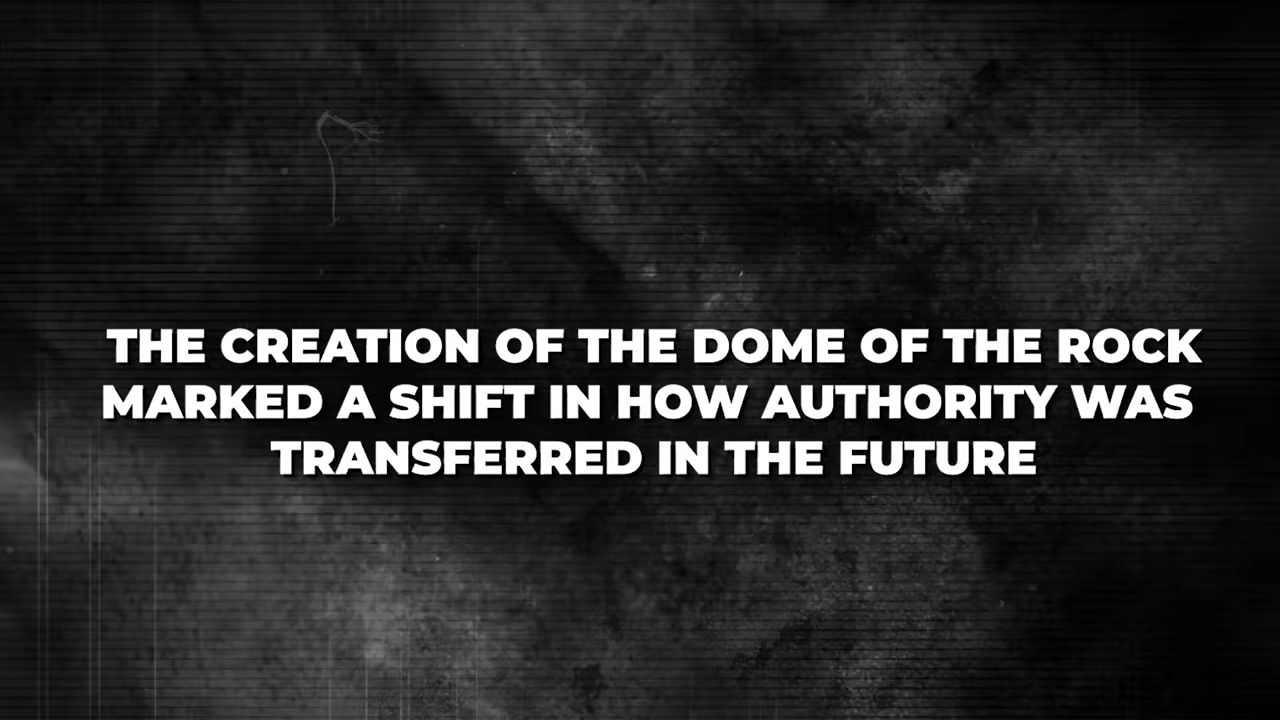 THE CREATION OF THE DOME OF THE ROCK
MARKED A SHIFT IN HOW AUTHORITY WAS
TRANSFERRED IN THE FUTURE